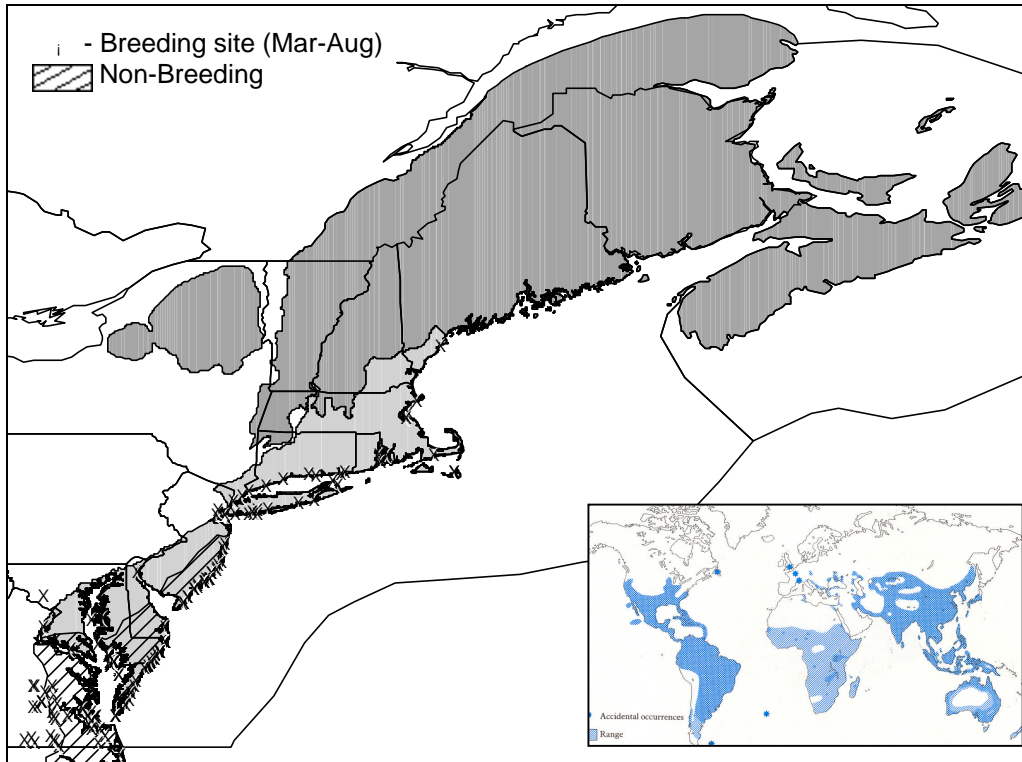 ¡ - Breeding site (Mar-Aug)
Non-Breeding
Accidental occurrences
Range